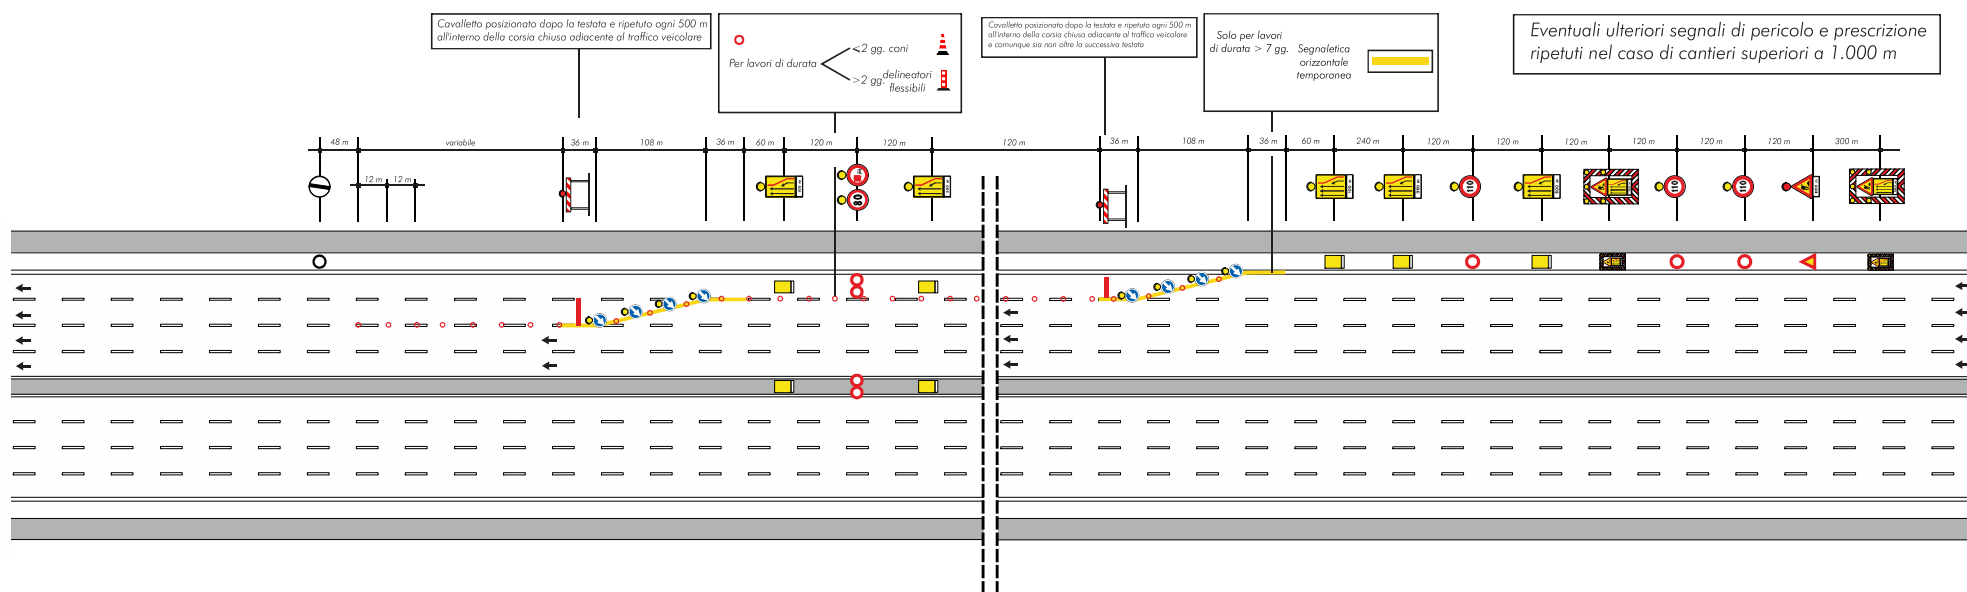 Cavalletto posizionato dopo la testata e ripetuto ogni 500 m
all'interno della corsia chiusa adiacente al traffico veicolare
Per lavori di durata
<2 gg. coni
>2 gg. delineatori
flessibili
Cavalletto posizionato dopo la testata e ripetuto ogni 500 m
all'interno della corsia chiusa adiacente al traffico veicolare
e comunque sia non oltre la successiva testata
Solo per lavori
di durata > 7 gg.
Segnaletica
orizzontale
temporanea
Eventuali ulteriori segnali di pericolo e prescrizione
ripetuti nel caso di cantieri superiori a 1.000 m
48 m
variabile
36 m
108 m
36 m
60 m
120 m
120 m
120 m
36 m
108 m
36 m
60 m
240 m
120 m
120 m
120 m
120 m
120 m
120 m
300 m
12 m
12 m
80
110
110
110